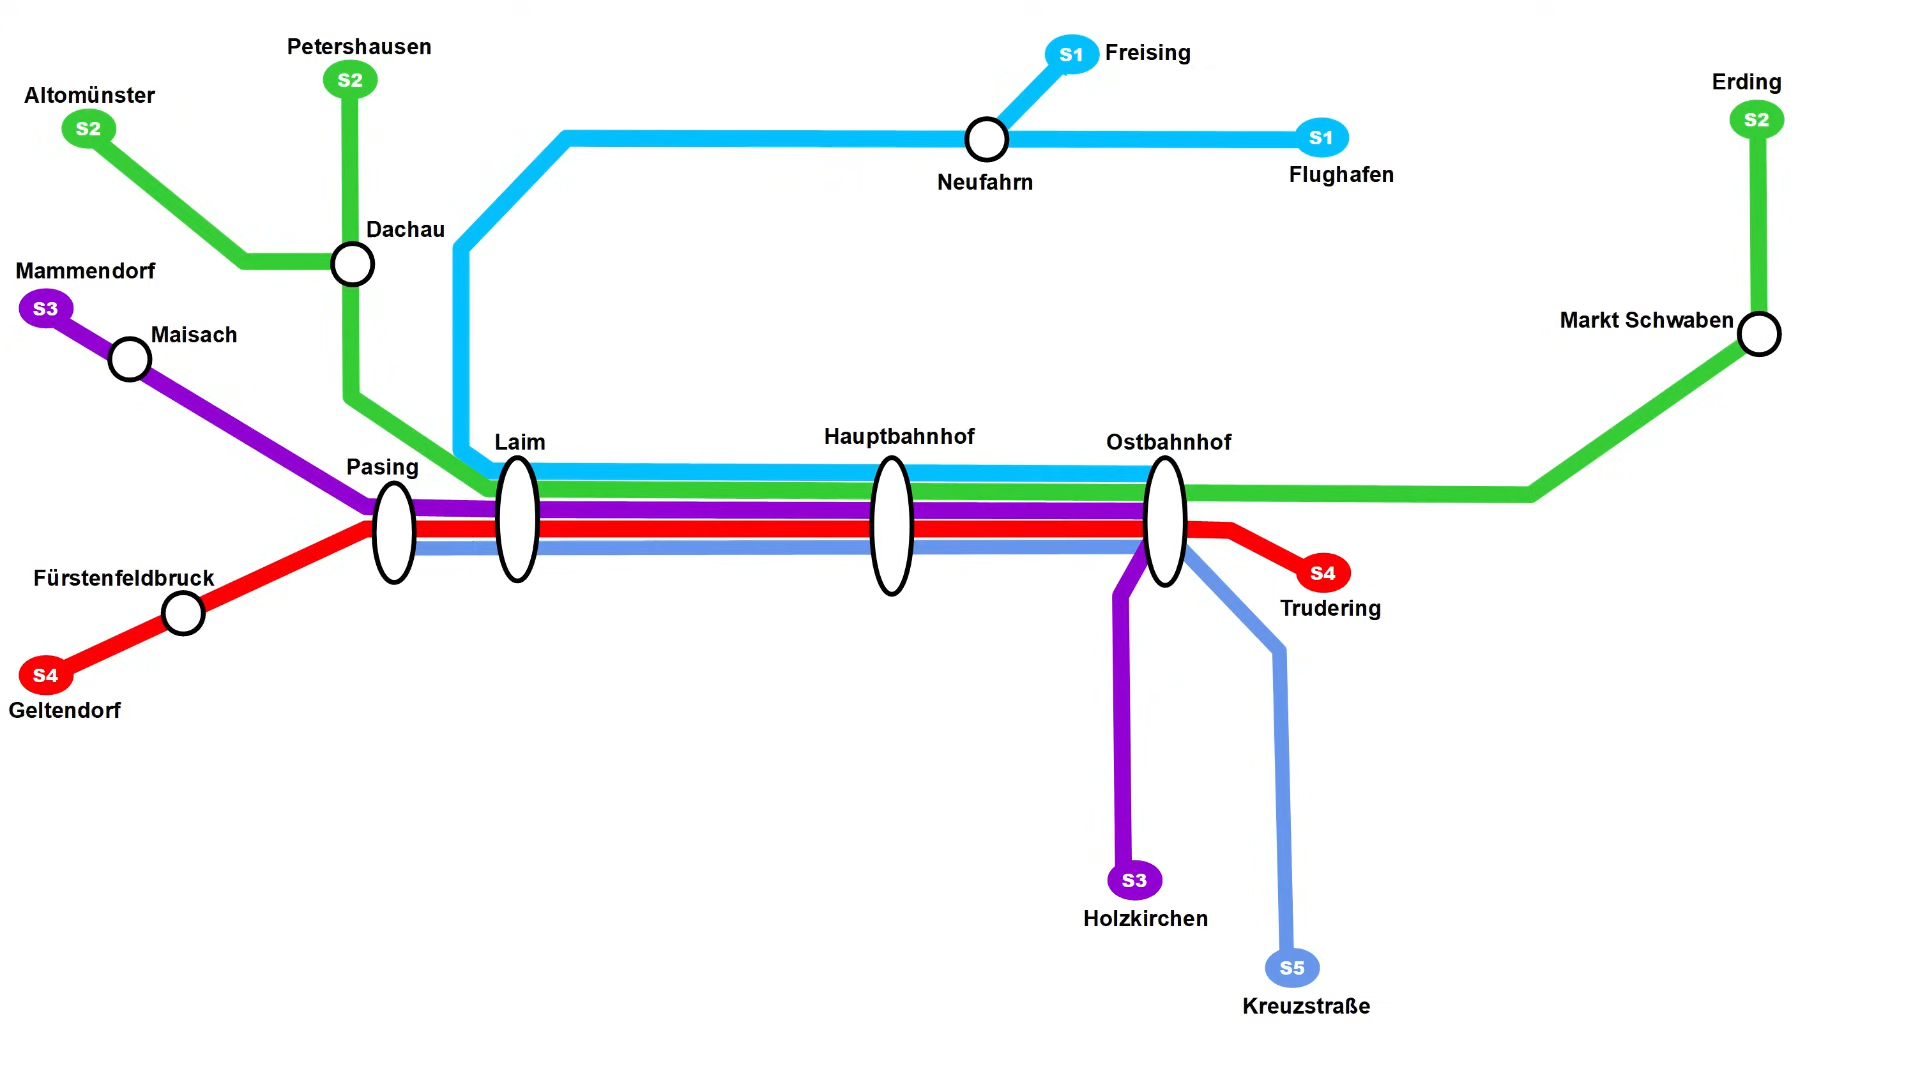 Petershausen
S2
Altomünster
S2
S1
Freising
Erding
S2
S1
Flughafen
Neufahrn
Dachau
Mammendorf
S3
Maisach
Markt Schwaben
Laim
Hauptbahnhof
Ostbahnhof
Pasing
Fürstenfeldbruck
S4
Trudering
S4
Geltendorf
S3
Holzkirchen
S5
Kreuzstraße